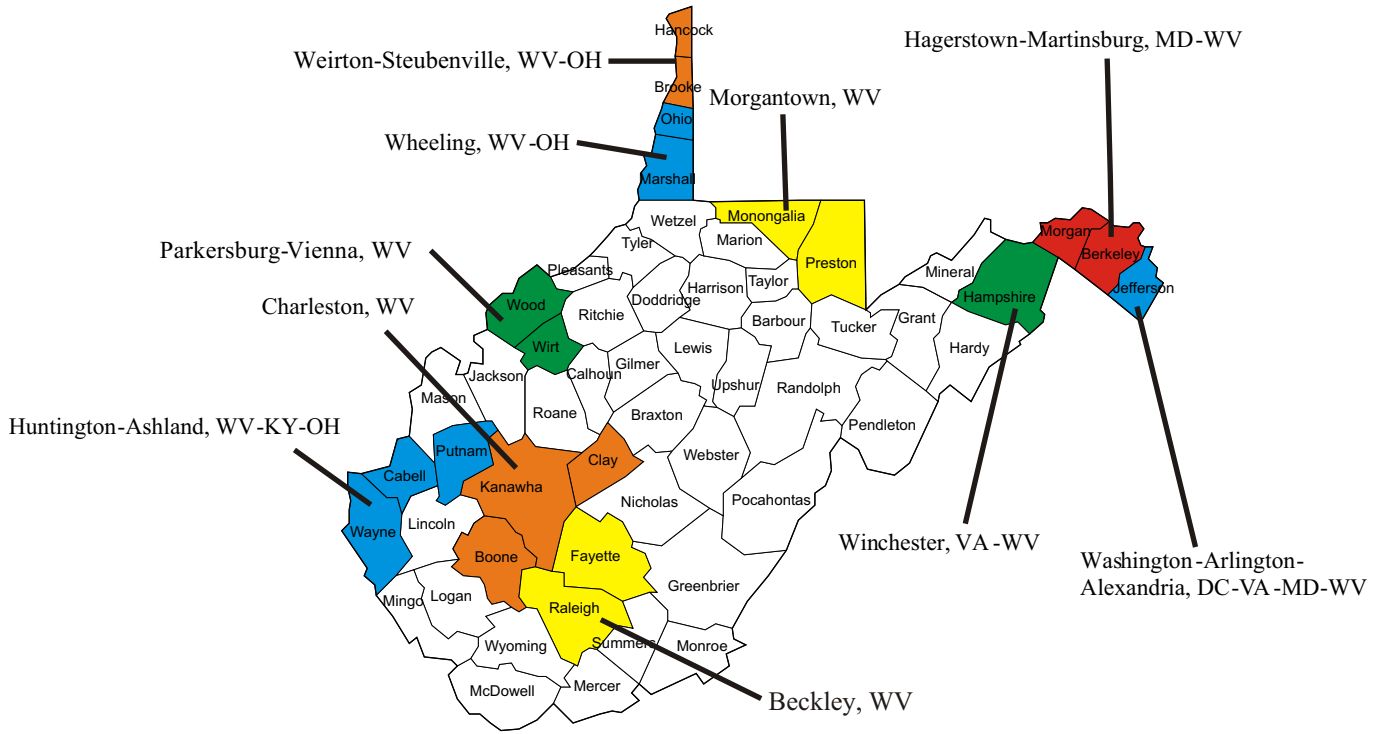 Hancock
Hagerstown-Martinsburg, MD-WV
Weirton-Steubenville, WV-OH
Brooke
Morgantown, WV
Ohio
Wheeling, WV-OH
Marshall
Wetzel
Monongalia
Morgan
Marion
Tyler
Parkersburg-Vienna, WV
Berkeley
Preston
Pleasants
Mineral
Taylor
Harrison
Jefferson
Hampshire
Doddridge
Wood
Charleston, WV
Ritchie
Grant
Barbour
Tucker
Wirt
Lewis
Hardy
Gilmer
Calhoun
Jackson
Upshur
Randolph
Mason
Roane
Braxton
Pendleton
Huntington-Ashland, WV-KY-OH
Putnam
Webster
Clay
Cabell
Kanawha
Pocahontas
Nicholas
Lincoln
Wayne
Winchester, VA-WV
Boone
Fayette
Washington-Arlington-
Alexandria, DC-VA-MD-WV
Greenbrier
Logan
Mingo
Raleigh
Summers
Wyoming
Monroe
Mercer
McDowell
Beckley, WV